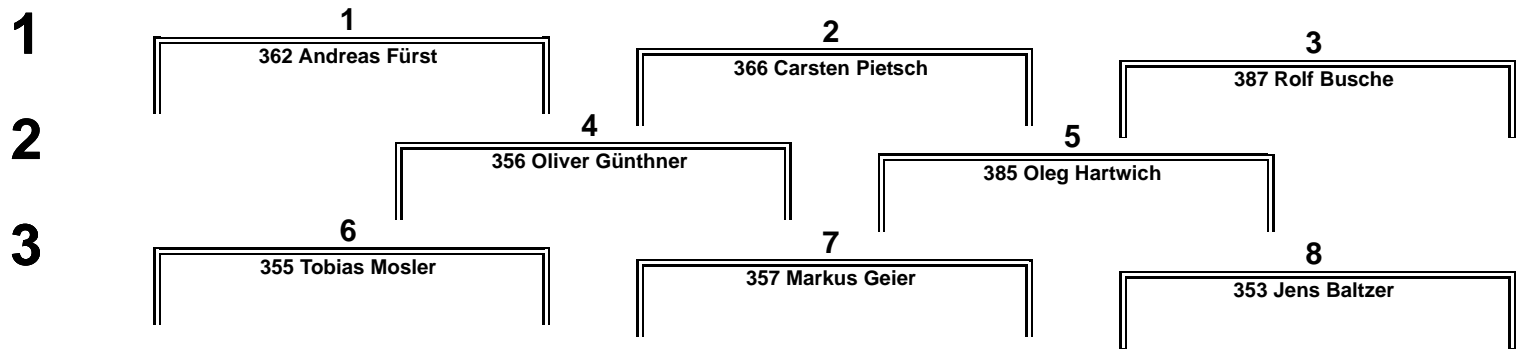 1
1
362 Andreas Fürst
2
366 Carsten Pietsch
3
387 Rolf Busche
2
4
356 Oliver Günthner
5
385 Oleg Hartwich
3
6
355 Tobias Mosler
7
357 Markus Geier
8
353 Jens Baltzer